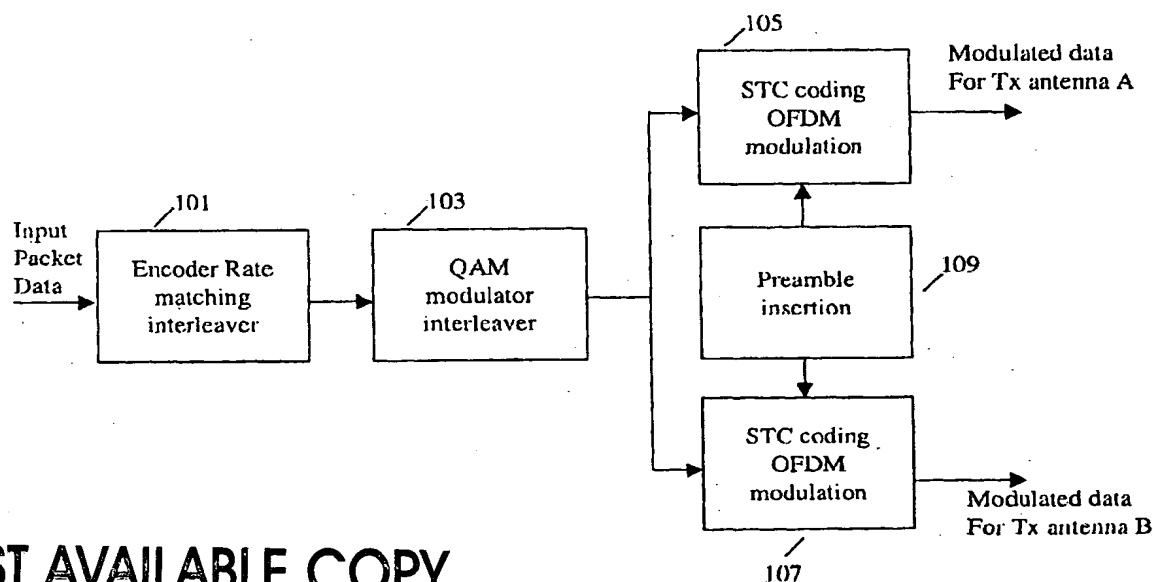 105
Modulated data
For Tx antenna A
STC coding
OFDM
modulation
101
103
Input
Packet
Data
Encoder Rate
matching
interleaver
QAM
modulator
interleaver
Preamble
insertion
109
STC coding
OFDM
modulation
Modulated data
For Tx antenna B
107
ST AVAILABLE COPY